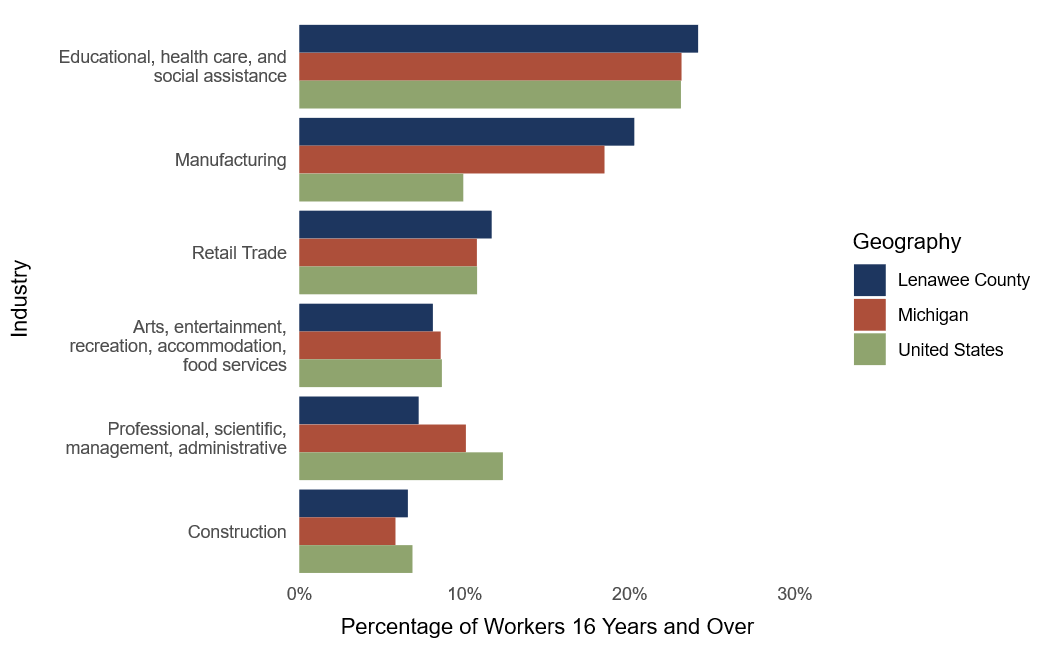 Educational, health care, and
social assistance
Manufacturing
Retail Trade
Arts, entertainment,
recreation, accommodation,
food services
Professional, scientific,
management, administrative
Construction
Industry
0%
10%
20%
30%
Percentage of Workers 16 Years and Over
Geography
Lenawee County
Michigan
United States